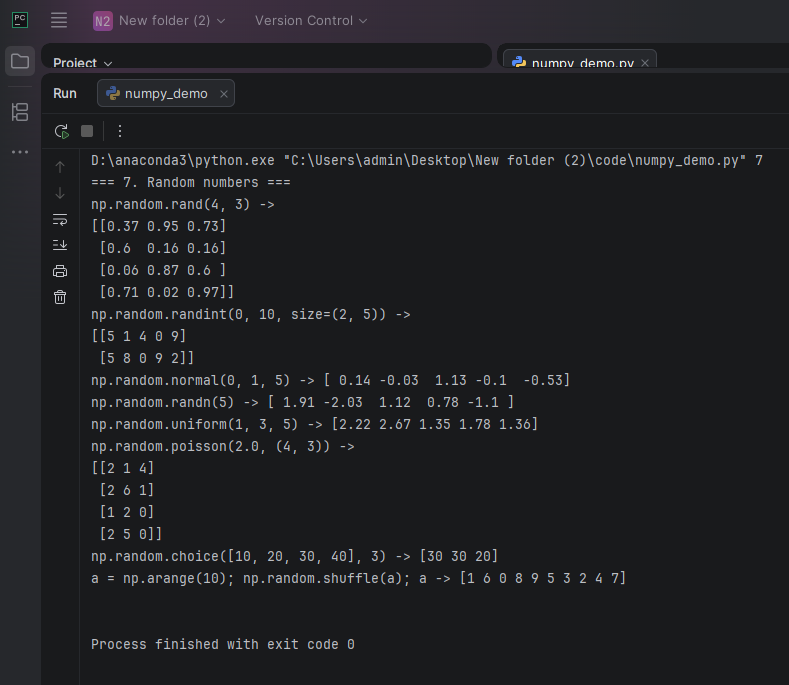 PC
N2 New folder (2) Version Control
Project
numpy_demo.py
Run numpy_demo
D:\anaconda3\python.exe "C:\Users\admin\Desktop\New folder (2)\code\numpy_demo.py" 7
=== 7. Random numbers ===
np.random.rand(4, 3) ->
[[0.37 0.95 0.73]
 [0.6  0.16 0.16]
 [0.06 0.87 0.6 ]
 [0.71 0.02 0.97]]
np.random.randint(0, 10, size=(2, 5)) ->
[[5 1 4 0 9]
 [5 8 0 9 2]]
np.random.normal(0, 1, 5) -> [ 0.14 -0.03  1.13 -0.1  -0.53]
np.random.randn(5) -> [ 1.91 -2.03  1.12  0.78 -1.1 ]
np.random.uniform(1, 3, 5) -> [2.22 2.67 1.35 1.78 1.36]
np.random.poisson(2.0, (4, 3)) ->
[[2 1 4]
 [2 6 1]
 [1 2 0]
 [2 5 0]]
np.random.choice([10, 20, 30, 40], 3) -> [30 30 20]
a = np.arange(10); np.random.shuffle(a); a -> [1 6 0 8 9 5 3 2 4 7]
Process finished with exit code 0